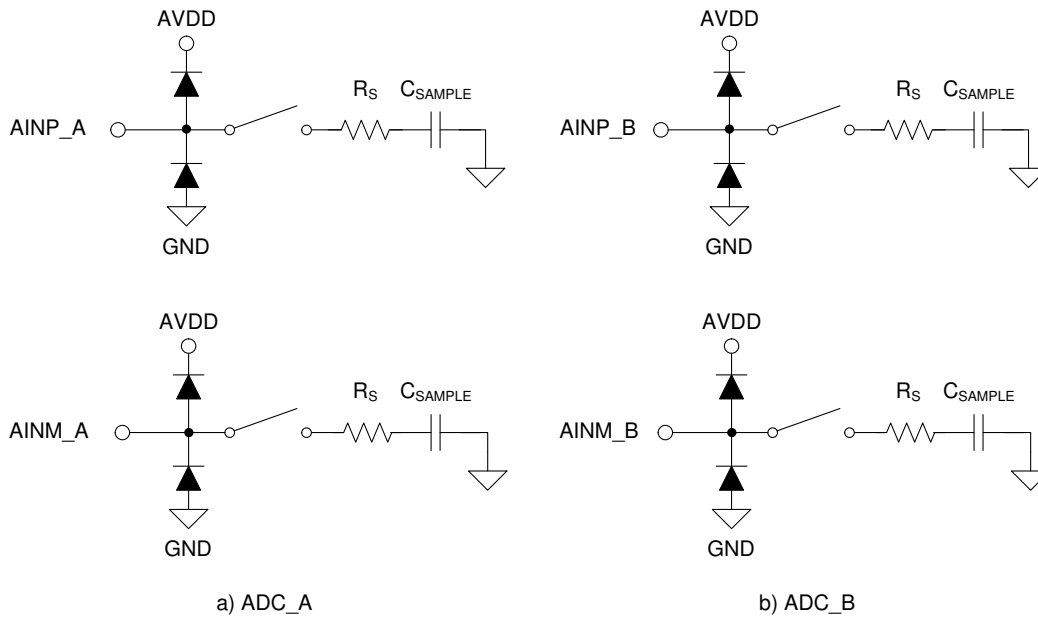 AVDD
AVDD
R_S C_SAMPLE
R_S C_SAMPLE
AINP_A
AINP_B
GND
GND
AVDD
AVDD
R_S C_SAMPLE
R_S C_SAMPLE
AINM_A
AINM_B
GND
GND
a) ADC_A
b) ADC_B